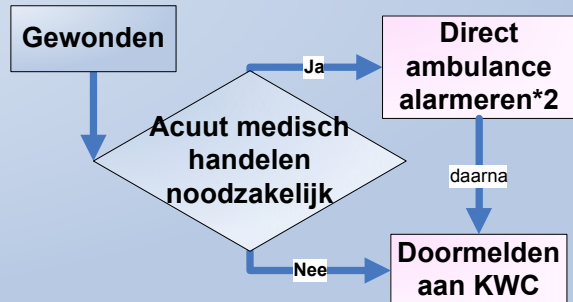 Gewonden
Acuut medisch
handelen
noodzakelijk
Ja
Direct
ambulance
alarmeren*2
daarna
Nee
Doormelden
aan KWC